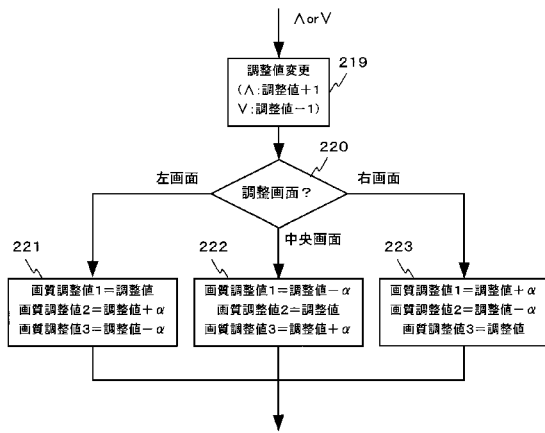 ∧or∨
調整値変更
(∧:調整値+1
∨:調整値-1)
219
220
調整画面?
左画面
右画面
中央画面
221
画質調整値1=調整値
画質調整値2=調整値+α
画質調整値3=調整値-α
222
画質調整値1=調整値-α
画質調整値2=調整値
画質調整値3=調整値+α
223
画質調整値1=調整値+α
画質調整値2=調整値-α
画質調整値3=調整値